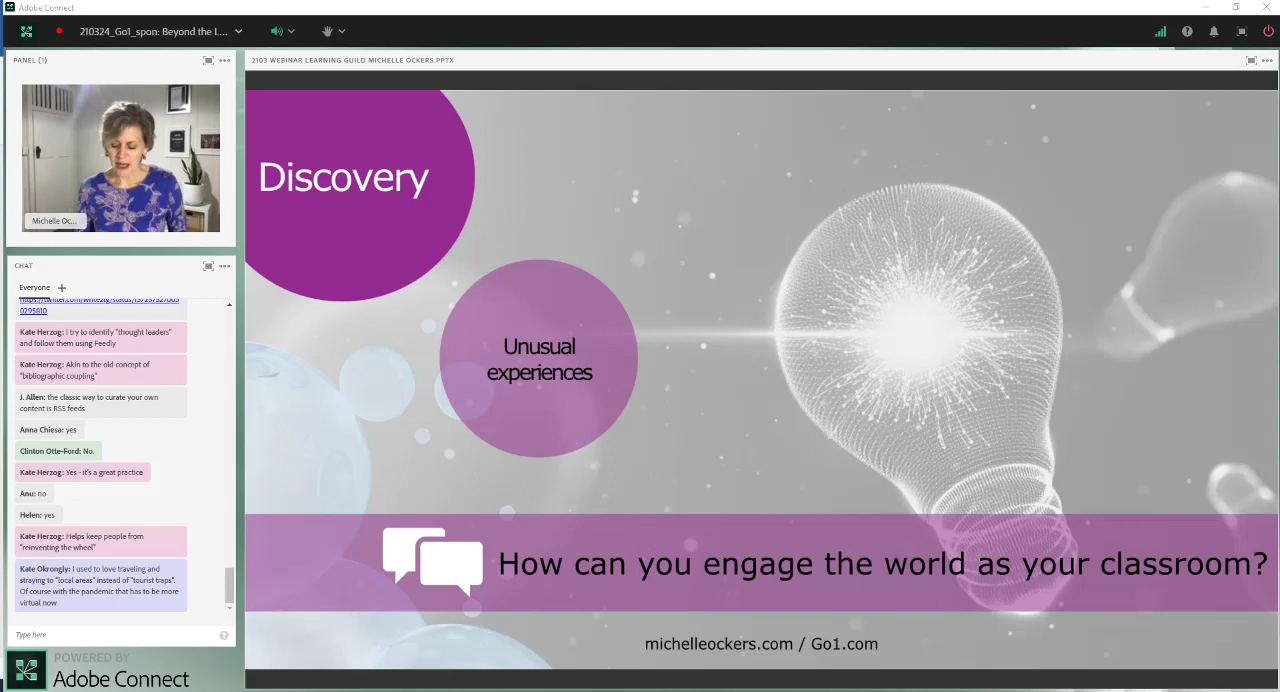 Adobe Connect
210324_Go1_spon: Beyond the L...
PANEL (1)
Michelle Oc...
CHAT
Everyone
0295810
Kate Herzog: I try to identify "thought leaders"
and follow them using Feedly
Kate Herzog: Akin to the old concept of
"bibliographic coupling"
J. Allen: the classic way to curate your own
content is RSS feeds
Anna Chiesa: yes
Clinton Otte-Ford: No.
Kate Herzog: Yes - it's a great practice
Anu: no
Helen: yes
Kate Herzog: Helps keep people from
"reinventing the wheel"
Kate Okrongly: I used to love traveling and
straying to "local areas" instead of "tourist traps".
Of course with the pandemic that has to be more
virtual now
Type here
POWERED BY
Adobe Connect
2103 WEBINAR LEARNING GUILD MICHELLE OCKERS.PPTX
Discovery
Unusual
experiences
How can you engage the world as your classroom?
michelleockers.com / Go1.com